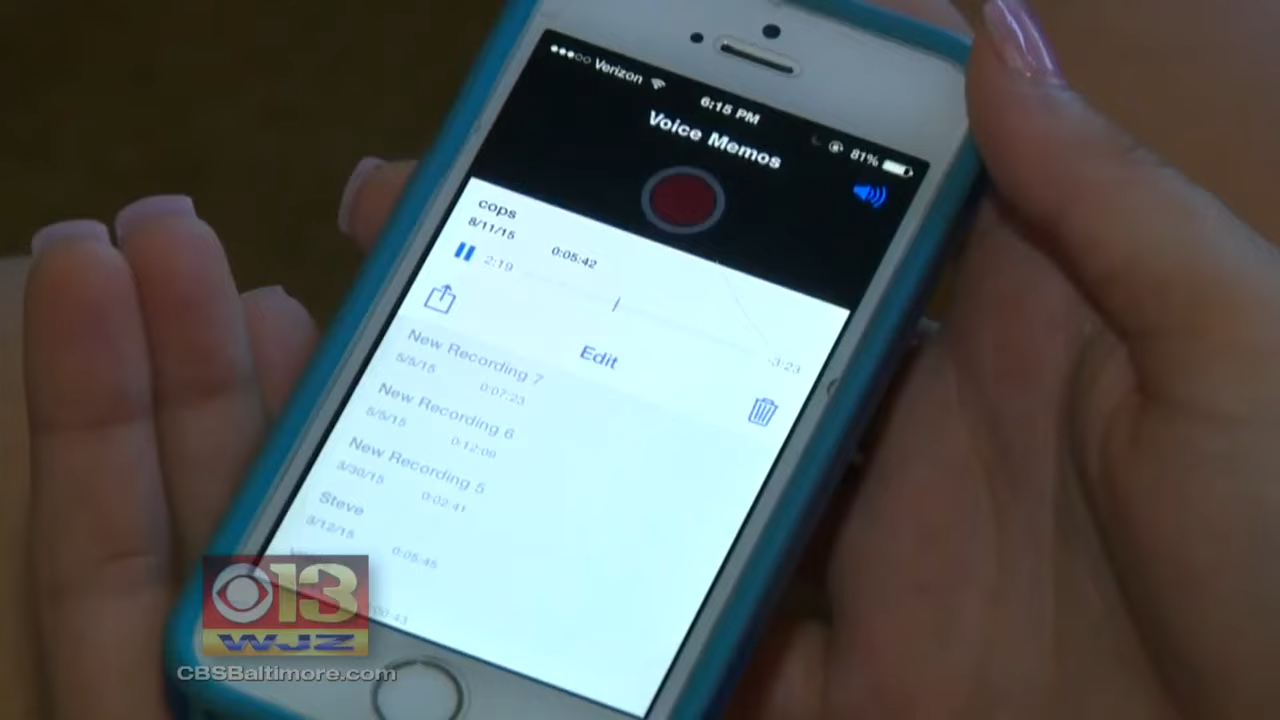 Verizon 6:15 PM 81%
Voice Memos
cops
8/11/15 0:05:42
2:19 -3:23
Edit
New Recording 7
5/5/15 0:07:23
New Recording 6
5/5/15 0:12:09
New Recording 5
3/30/15 0:02:41
Steve
3/12/15 0:05:45
13
WJZ
CBSBaltimore.com